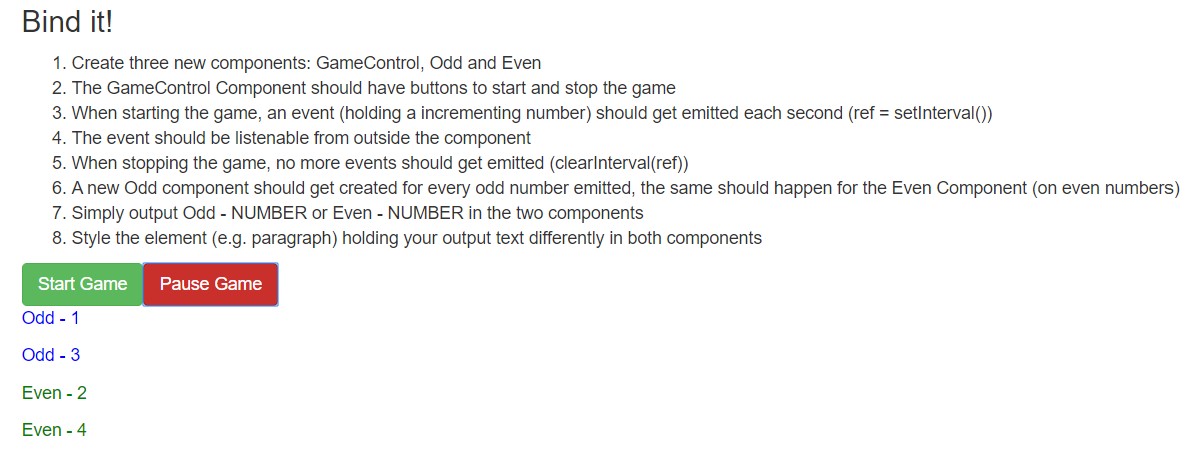 Bind it!
1. Create three new components: GameControl, Odd and Even
2. The GameControl Component should have buttons to start and stop the game
3. When starting the game, an event (holding a incrementing number) should get emitted each second (ref = setInterval())
4. The event should be listenable from outside the component
5. When stopping the game, no more events should get emitted (clearInterval(ref))
6. A new Odd component should get created for every odd number emitted, the same should happen for the Even Component (on even numbers)
7. Simply output Odd - NUMBER or Even - NUMBER in the two components
8. Style the element (e.g. paragraph) holding your output text differently in both components
Start Game Pause Game
Odd - 1
Odd - 3
Even - 2
Even - 4